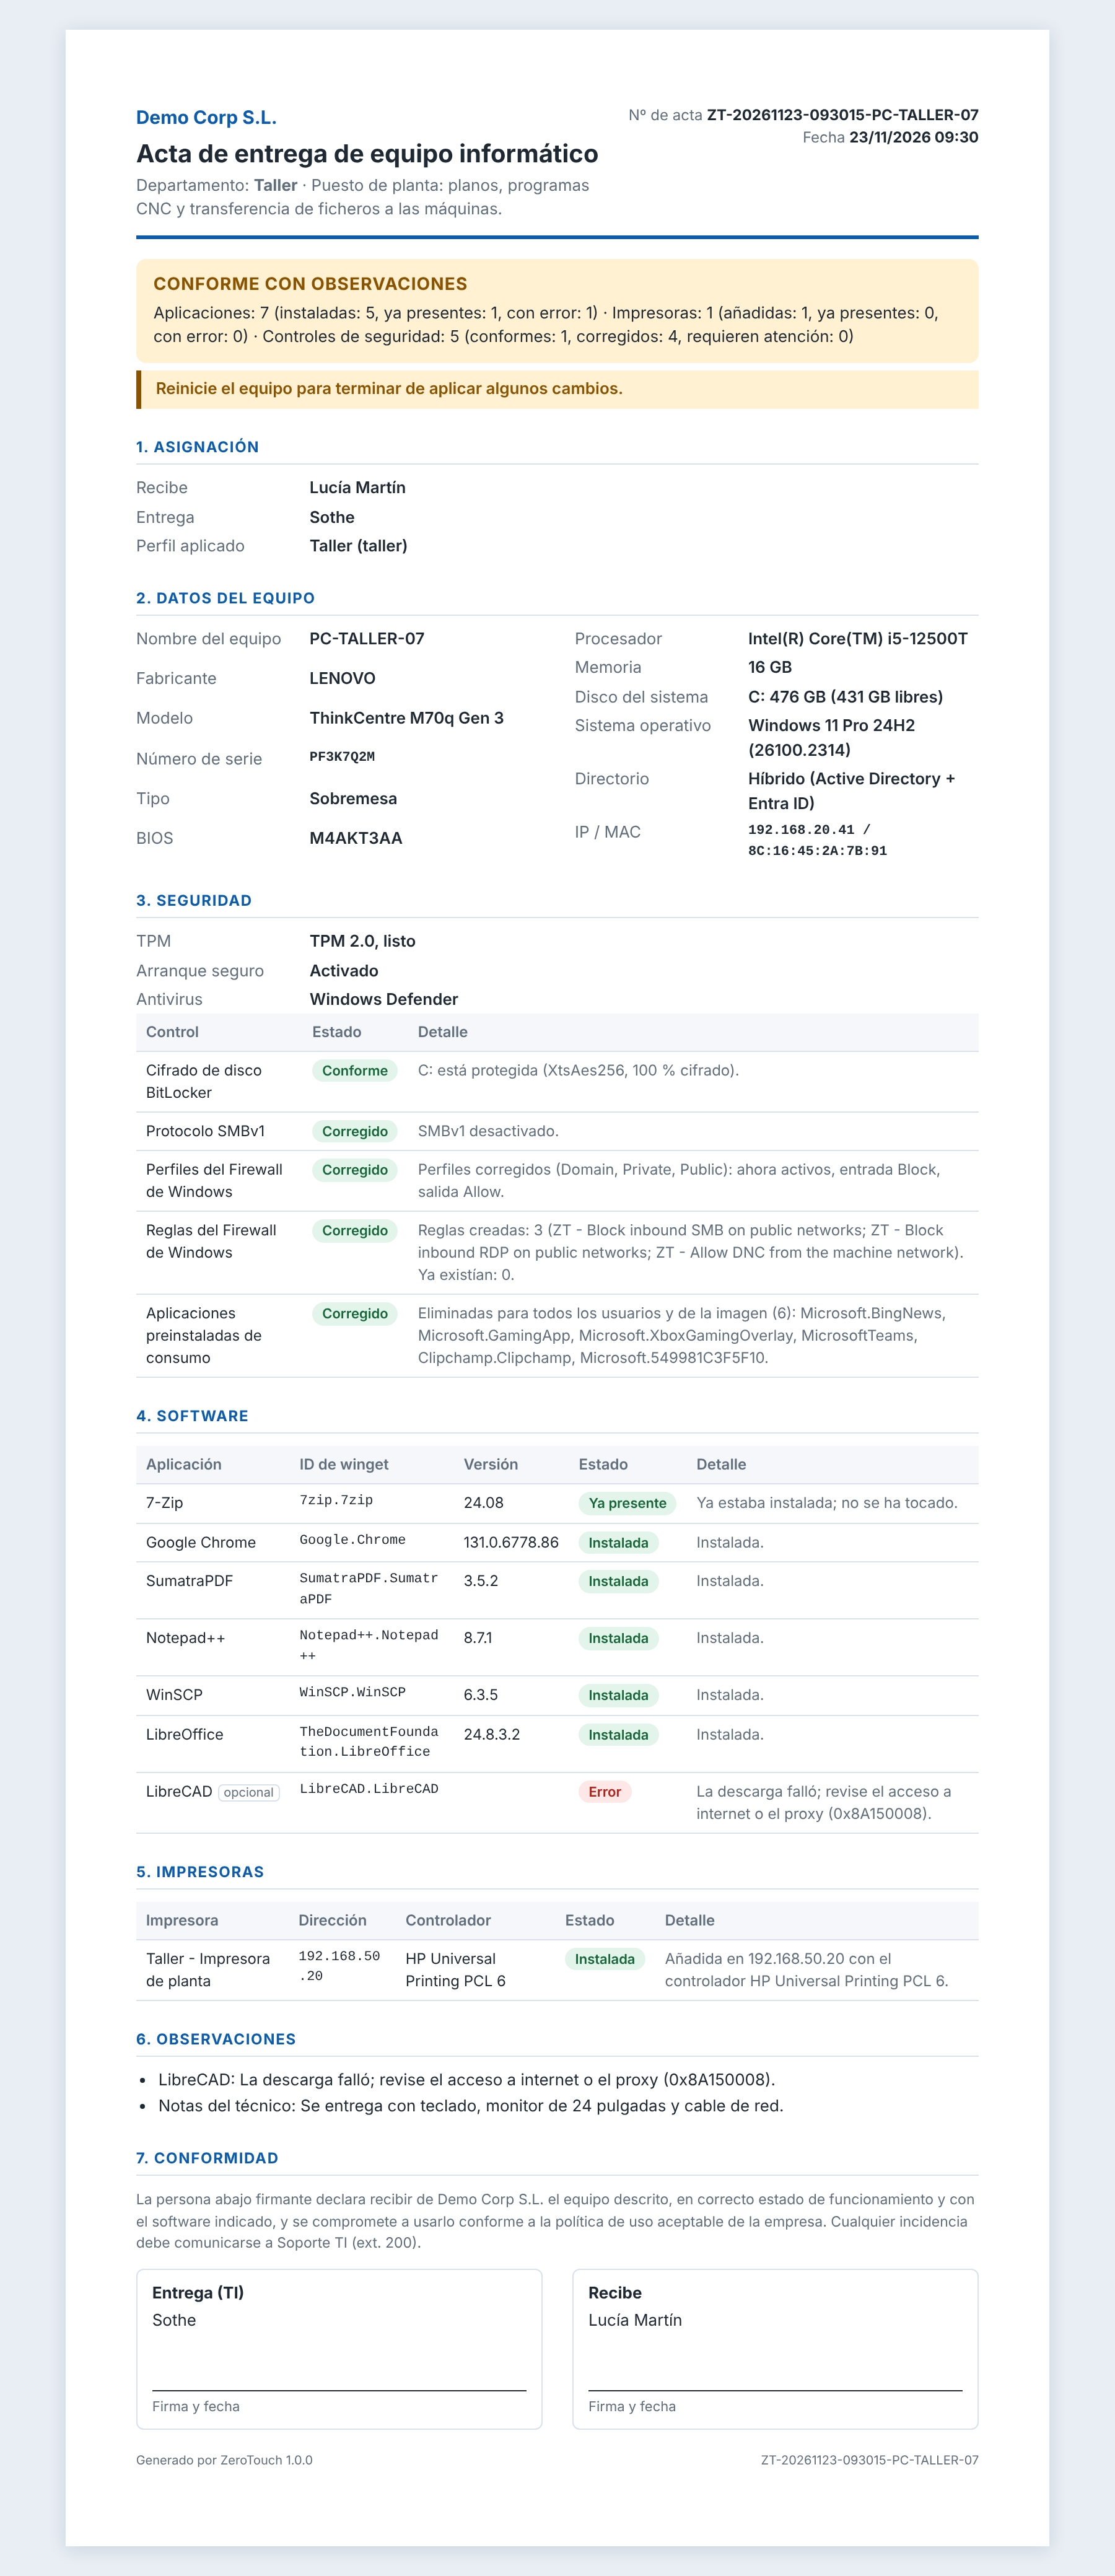 Demo Corp S.L.
Acta de entrega de equipo informático
Departamento: Taller · Puesto de planta: planos, programas
CNC y transferencia de ficheros a las máquinas.
Nº de acta ZT-20261123-093015-PC-TALLER-07
Fecha 23/11/2026 09:30
CONFORME CON OBSERVACIONES
Aplicaciones: 7 (instaladas: 5, ya presentes: 1, con error: 1) · Impresoras: 1 (añadidas: 1, ya presentes: 0,
con error: 0) · Controles de seguridad: 5 (conformes: 1, corregidos: 4, requieren atención: 0)
Reinicie el equipo para terminar de aplicar algunos cambios.
1. ASIGNACIÓN
Recibe Lucía Martín
Entrega Sothe
Perfil aplicado Taller (taller)
2. DATOS DEL EQUIPO
Nombre del equipo PC-TALLER-07
Fabricante LENOVO
Modelo ThinkCentre M70q Gen 3
Número de serie PF3K7Q2M
Tipo Sobremesa
BIOS M4AKT3AA
Procesador Intel(R) Core(TM) i5-12500T
Memoria 16 GB
Disco del sistema C: 476 GB (431 GB libres)
Sistema operativo Windows 11 Pro 24H2
(26100.2314)
Directorio Híbrido (Active Directory +
Entra ID)
IP / MAC 192.168.20.41 /
8C:16:45:2A:7B:91
3. SEGURIDAD
TPM TPM 2.0, listo
Arranque seguro Activado
Antivirus Windows Defender
Control Estado Detalle
Cifrado de disco Conforme C: está protegida (XtsAes256, 100 % cifrado).
BitLocker
Protocolo SMBv1 Corregido SMBv1 desactivado.
Perfiles del Firewall Corregido Perfiles corregidos (Domain, Private, Public): ahora activos, entrada Block,
de Windows salida Allow.
Reglas del Firewall Corregido Reglas creadas: 3 (ZT - Block inbound SMB on public networks; ZT - Block
de Windows inbound RDP on public networks; ZT - Allow DNC from the machine network).
Ya existían: 0.
Aplicaciones Corregido Eliminadas para todos los usuarios y de la imagen (6): Microsoft.BingNews,
preinstaladas de Microsoft.GamingApp, Microsoft.XboxGamingOverlay, MicrosoftTeams,
consumo Clipchamp.Clipchamp, Microsoft.549981C3F5F10.
4. SOFTWARE
Aplicación ID de winget Versión Estado Detalle
7-Zip 7zip.7zip 24.08 Ya presente Ya estaba instalada; no se ha tocado.
Google Chrome Google.Chrome 131.0.6778.86 Instalada Instalada.
SumatraPDF SumatraPDF.Sumatr 3.5.2 Instalada Instalada.
aPDF
Notepad++ Notepad++.Notepad 8.7.1 Instalada Instalada.
++
WinSCP WinSCP.WinSCP 6.3.5 Instalada Instalada.
LibreOffice TheDocumentFounda 24.8.3.2 Instalada Instalada.
tion.LibreOffice
LibreCAD opcional LibreCAD.LibreCAD Error La descarga falló; revise el acceso a
internet o el proxy (0x8A150008).
5. IMPRESORAS
Impresora Dirección Controlador Estado Detalle
Taller - Impresora 192.168.50 HP Universal Instalada Añadida en 192.168.50.20 con el
de planta .20 Printing PCL 6 controlador HP Universal Printing PCL 6.
6. OBSERVACIONES
• LibreCAD: La descarga falló; revise el acceso a internet o el proxy (0x8A150008).
• Notas del técnico: Se entrega con teclado, monitor de 24 pulgadas y cable de red.
7. CONFORMIDAD
La persona abajo firmante declara recibir de Demo Corp S.L. el equipo descrito, en correcto estado de funcionamiento y con
el software indicado, y se compromete a usarlo conforme a la política de uso aceptable de la empresa. Cualquier incidencia
debe comunicarse a Soporte TI (ext. 200).
Entrega (TI)
Sothe
Firma y fecha
Recibe
Lucía Martín
Firma y fecha
Generado por ZeroTouch 1.0.0
ZT-20261123-093015-PC-TALLER-07